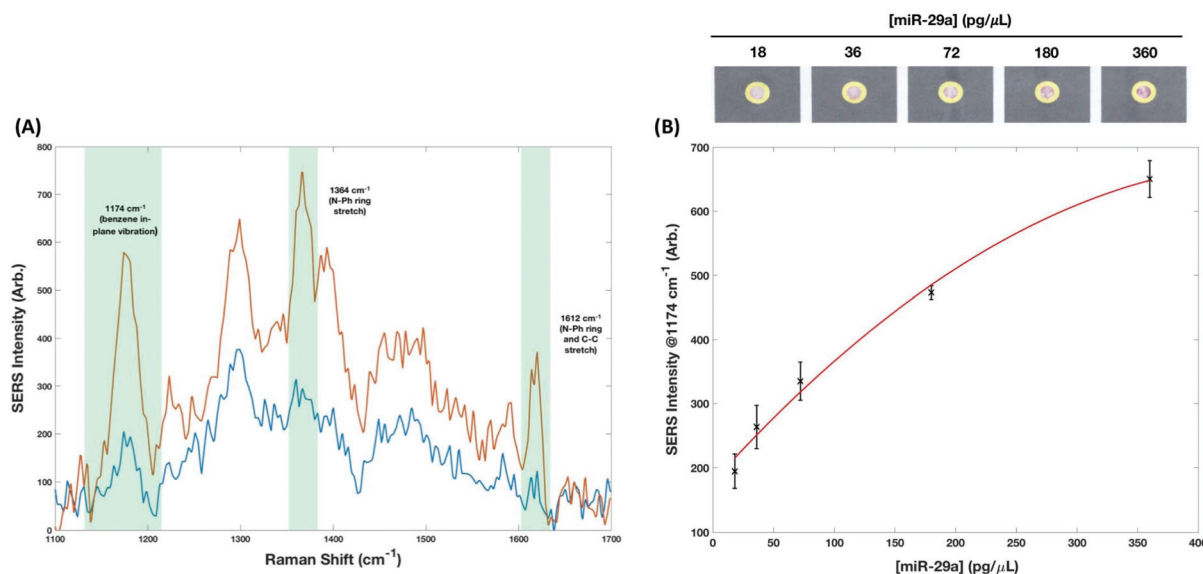 [miR-29a] (pg/μL)
18 36 72 180 360
(A)
(B)
800
700
600
500
400
300
200
100
0
SERS Intensity (Arb.)
1174 cm⁻¹
(benzene in-
plane vibration)
1364 cm⁻¹
(N-Ph ring
stretch)
1612 cm⁻¹
(N-Ph ring
and C-C
stretch)
1100 1200 1300 1400 1500 1600 1700
Raman Shift (cm⁻¹)
700
600
500
400
300
200
100
SERS Intensity @1174 cm⁻¹ (Arb.)
0 50 100 150 200 250 300 350 400
[miR-29a] (pg/μL)